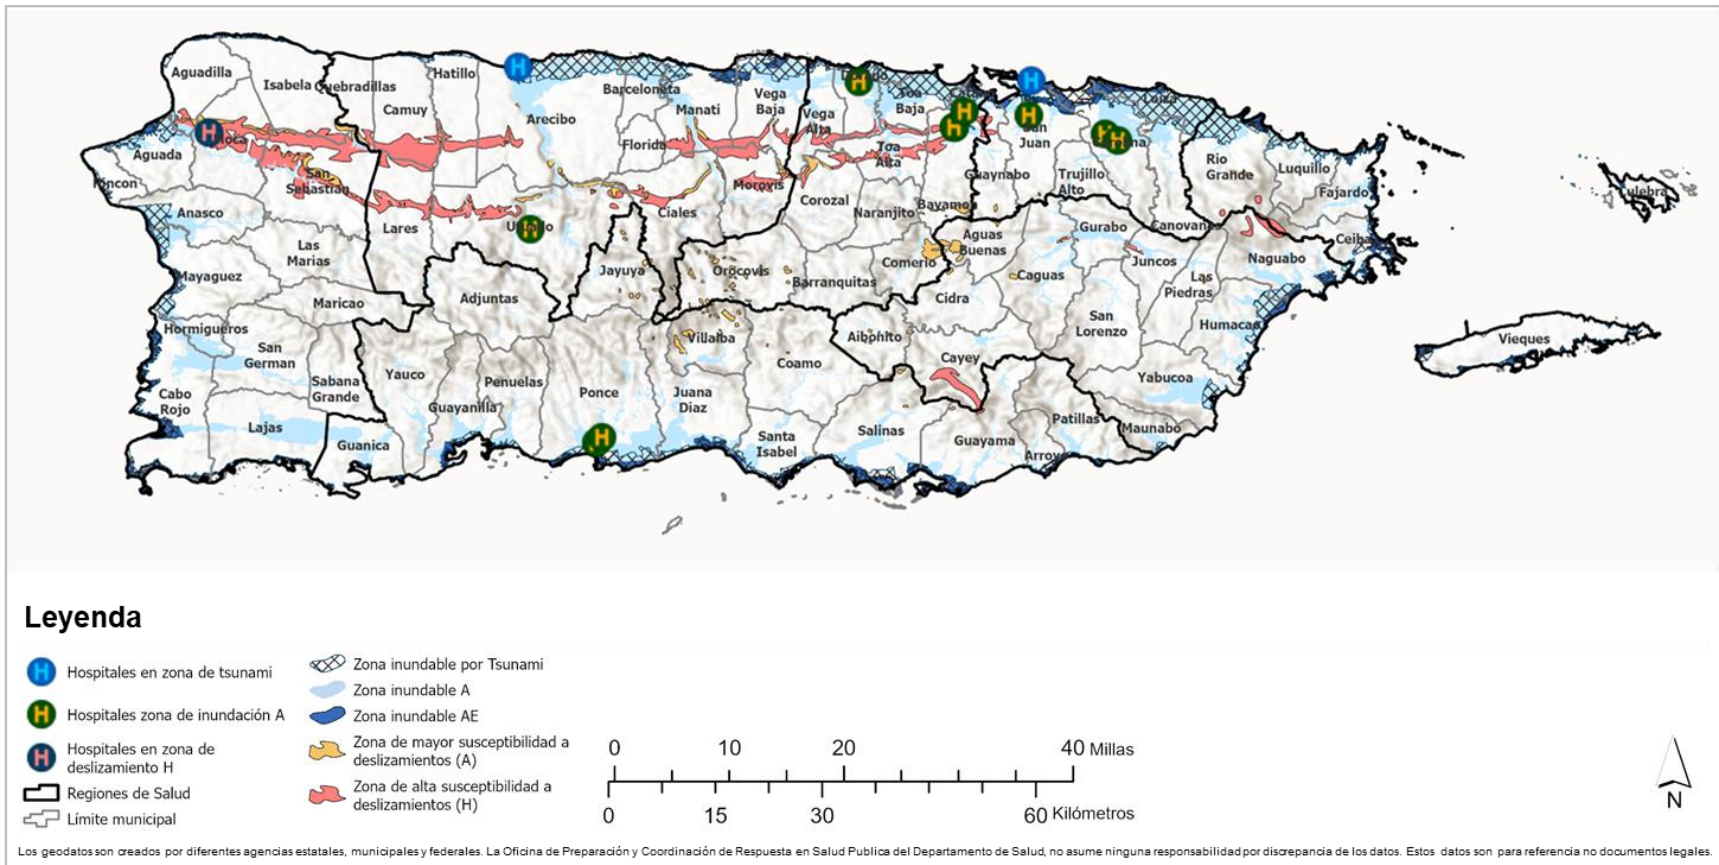 Aguadilla
Isabela
Quebradillas
Hatillo
Camuy
Arecibo
Barceloneta
Manati
Vega
Baja
Vega
Alta
Toa
Baja
Loiza
San
Juan
Florida
Toa
Alta
Morovis
Guaynabo
Trujillo
Alto
Rio
Grande
Luquillo
Fajardo
Culebra
Aguada
Rincon
San
Sebastian
Anasco
Lares
Ciales
Corozal
Naranjito
Bayamon
Aguas
Buenas
Gurabo
Canovanas
Ceiba
Las
Marias
Mayaguez
Jayuya
Orocovis
Comerio
Barranquitas
Caguas
Juncos
Naguabo
Las
Piedras
Maricao
Adjuntas
Cidra
San
Lorenzo
Humacao
Hormigueros
San
German
Villalba
Aibonito
Vieques
Sabana
Grande
Yauco
Penuelas
Ponce
Coamo
Cayey
Yabucoa
Cabo
Rojo
Guayanilla
Juana
Diaz
Patillas
Maunabo
Lajas
Guanica
Santa
Isabel
Salinas
Guayama
Arroyo
Leyenda
H Hospitales en zona de tsunami
H Hospitales zona de inundación A
H Hospitales en zona de
deslizamiento H
Regiones de Salud
Límite municipal
Zona inundable por Tsunami
Zona inundable A
Zona inundable AE
Zona de mayor susceptibilidad a
deslizamientos (A)
Zona de alta susceptibilidad a
deslizamientos (H)
0 10 20 40 Millas
0 15 30 60 Kilómetros
N
Los geodatos son creados por diferentes agencias estatales, municipales y federales. La Oficina de Preparación y Coordinación de Respuesta en Salud Publica del Departamento de Salud, no asume ninguna responsabilidad por discrepancia de los datos. Estos datos son para referencia no documentos legales.